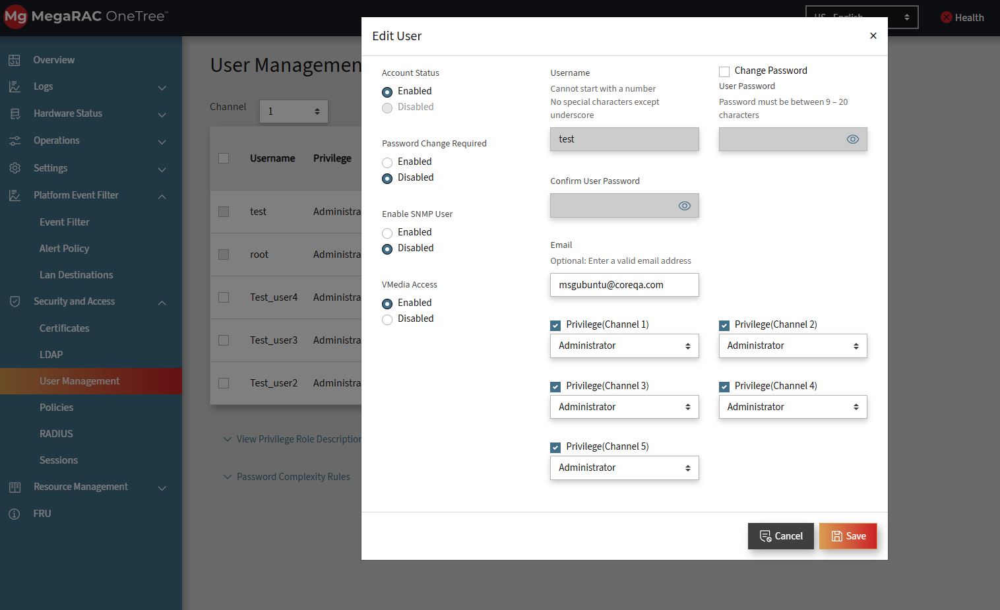 Mg MegaRAC OneTree™
US - English
Health
Overview
Logs
Hardware Status
Operations
Settings
Platform Event Filter
Event Filter
Alert Policy
Lan Destinations
Security and Access
Certificates
LDAP
User Management
Policies
RADIUS
Sessions
Resource Management
FRU
User Managemen
Channel
1
Username Privilege
test Administra
root Administra
Test_user4 Administra
Test_user3 Administra
Test_user2 Administra
View Privilege Role Description
Password Complexity Rules
Edit User
Account Status
Enabled
Disabled
Password Change Required
Enabled
Disabled
Enable SNMP User
Enabled
Disabled
VMedia Access
Enabled
Disabled
Username
Cannot start with a number
No special characters except
underscore
test
Change Password
User Password
Password must be between 9 – 20
characters
Confirm User Password
Email
Optional: Enter a valid email address
msgubuntu@coreqa.com
Privilege(Channel 1)
Administrator
Privilege(Channel 2)
Administrator
Privilege(Channel 3)
Administrator
Privilege(Channel 4)
Administrator
Privilege(Channel 5)
Administrator
Cancel
Save